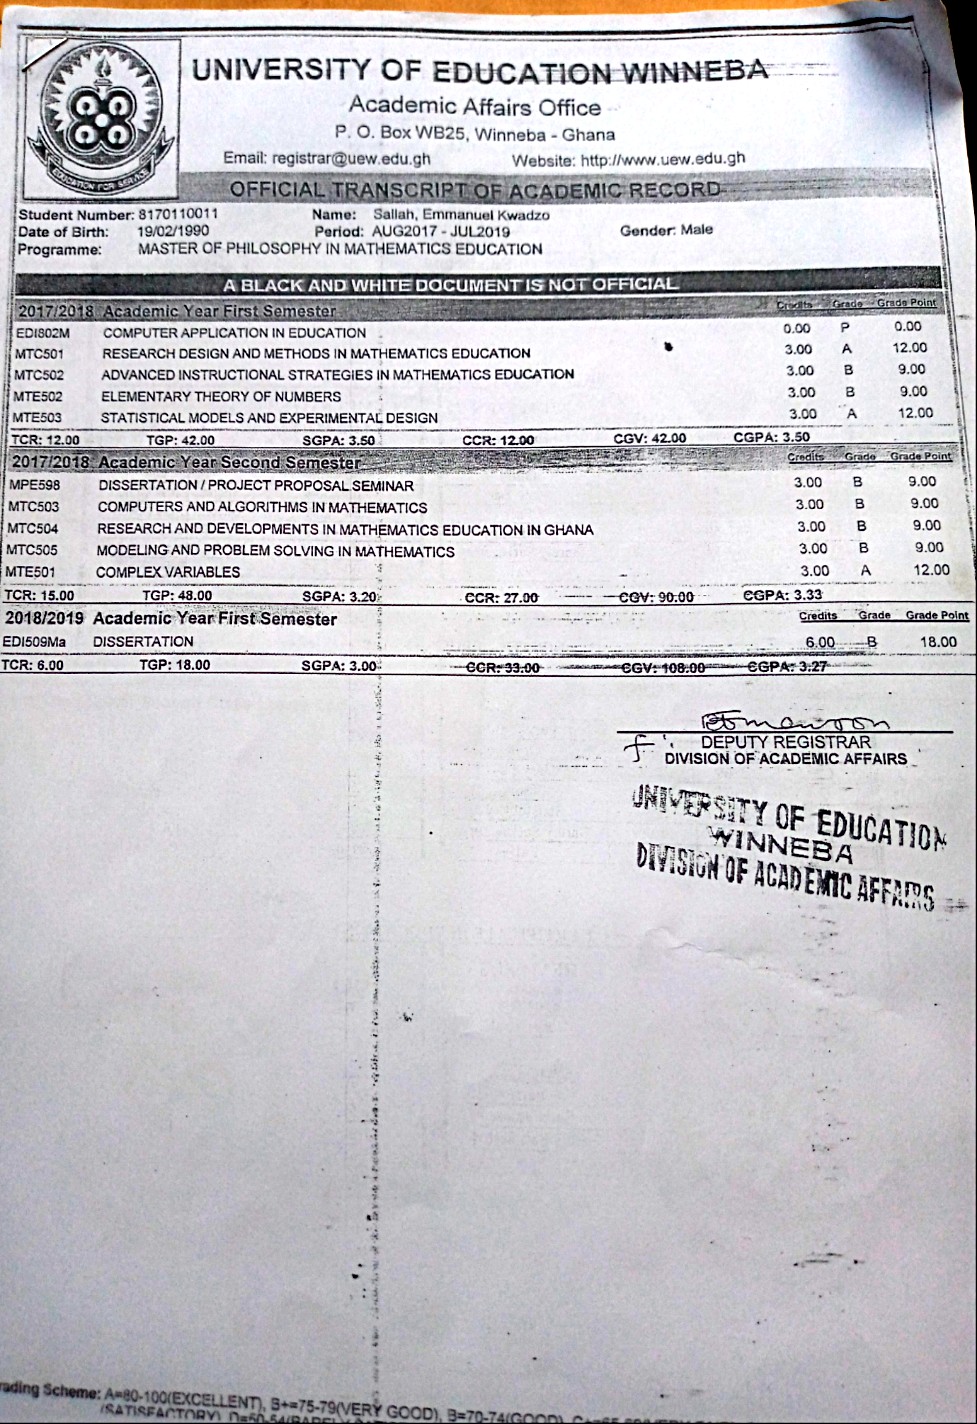 UNIVERSITY OF EDUCATION WINNEBA
Academic Affairs Office
P. O. Box WB25, Winneba - Ghana
Email: registrar@uew.edu.gh Website: http://www.uew.edu.gh
EDUCATION FOR SERVICE
OFFICIAL TRANSCRIPT OF ACADEMIC RECORD
Student Number: 8170110011 Name: Sallah, Emmanuel Kwadzo
Date of Birth: 19/02/1990 Period: AUG2017 - JUL2019 Gender: Male
Programme: MASTER OF PHILOSOPHY IN MATHEMATICS EDUCATION
A BLACK AND WHITE DOCUMENT IS NOT OFFICIAL
2017/2018 Academic Year First Semester Credits Grade Grade Point
EDI802M COMPUTER APPLICATION IN EDUCATION 0.00 P 0.00
MTC501 RESEARCH DESIGN AND METHODS IN MATHEMATICS EDUCATION 3.00 A 12.00
MTC502 ADVANCED INSTRUCTIONAL STRATEGIES IN MATHEMATICS EDUCATION 3.00 B 9.00
MTE502 ELEMENTARY THEORY OF NUMBERS 3.00 B 9.00
MTE503 STATISTICAL MODELS AND EXPERIMENTAL DESIGN 3.00 A 12.00
TCR: 12.00 TGP: 42.00 SGPA: 3.50 CCR: 12.00 CGV: 42.00 CGPA: 3.50
2017/2018 Academic Year Second Semester Credits Grade Grade Point
MPE598 DISSERTATION / PROJECT PROPOSAL SEMINAR 3.00 B 9.00
MTC503 COMPUTERS AND ALGORITHMS IN MATHEMATICS 3.00 B 9.00
MTC504 RESEARCH AND DEVELOPMENTS IN MATHEMATICS EDUCATION IN GHANA 3.00 B 9.00
MTC505 MODELING AND PROBLEM SOLVING IN MATHEMATICS 3.00 B 9.00
MTE501 COMPLEX VARIABLES 3.00 A 12.00
TCR: 15.00 TGP: 48.00 SGPA: 3.20 CCR: 27.00 CGV: 90.00 CGPA: 3.33
2018/2019 Academic Year First Semester Credits Grade Grade Point
EDI509Ma DISSERTATION 6.00 B 18.00
TCR: 6.00 TGP: 18.00 SGPA: 3.00 CCR: 33.00 CGV: 108.00 CGPA: 3.27
DEPUTY REGISTRAR
DIVISION OF ACADEMIC AFFAIRS
UNIVERSITY OF EDUCATION
WINNEBA
DIVISION OF ACADEMIC AFFAIRS
ading Scheme: A=80-100(EXCELLENT), B+=75-79(VERY GOOD), B=70-74(GOOD),
(SATISFACTORY)